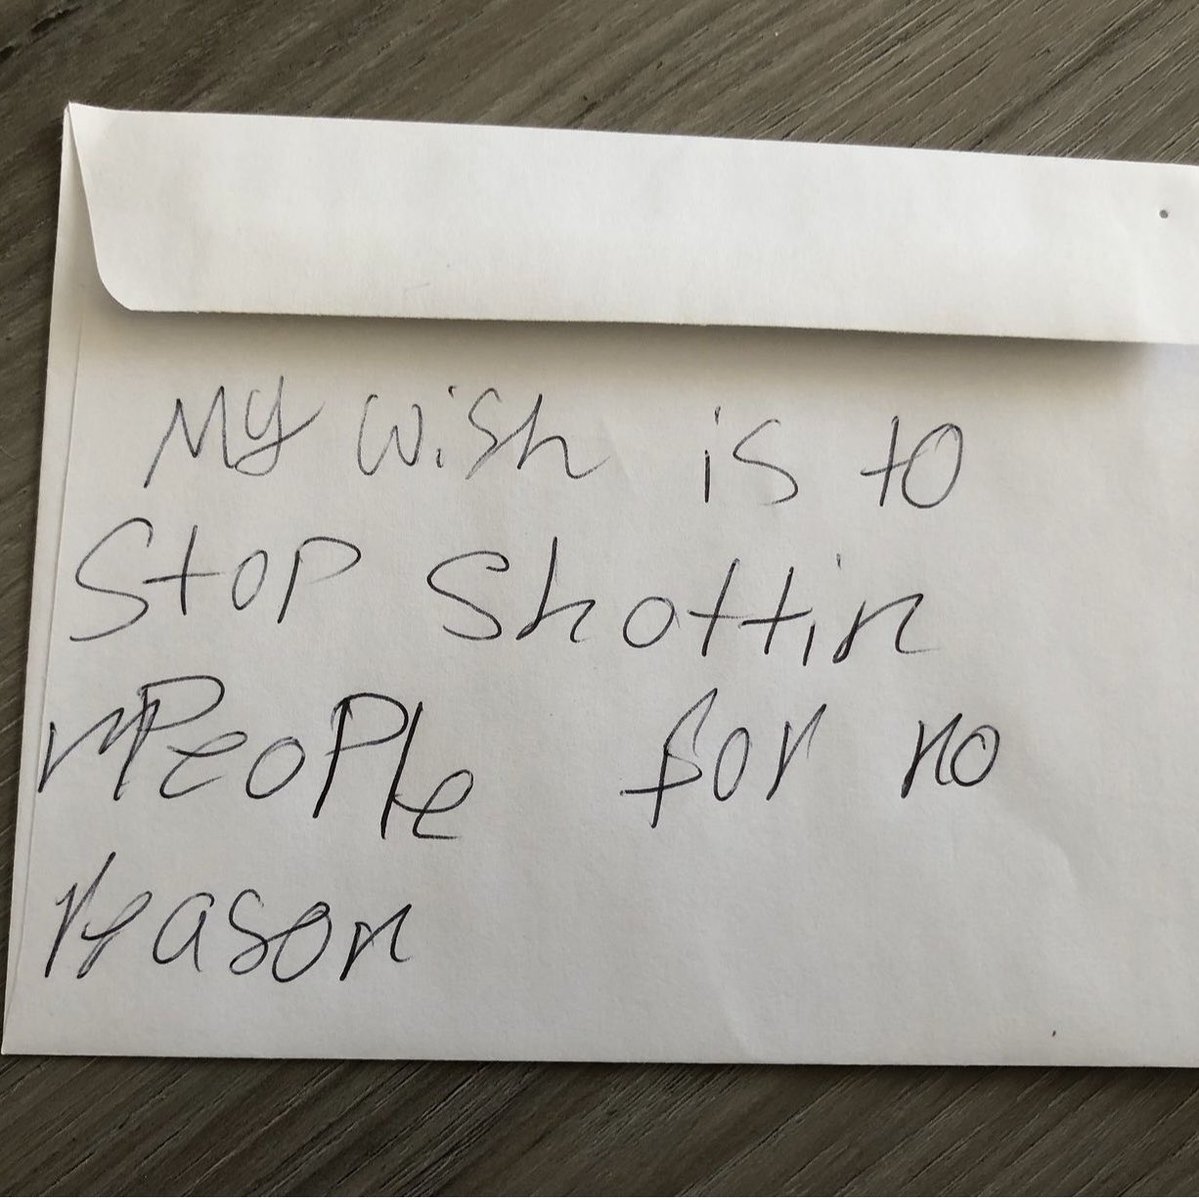 My wish is to
Stop Shottin
People for no
reason